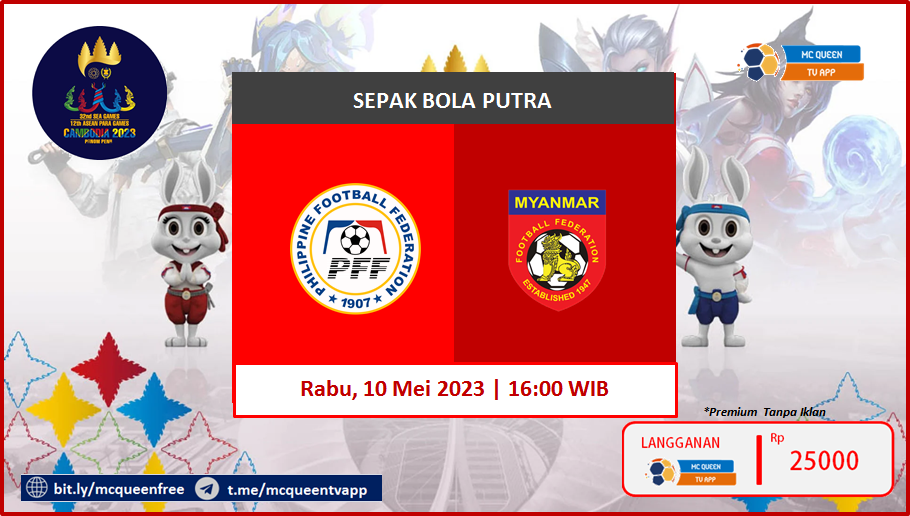 32nd SEA GAMES
12th ASEAN PARA GAMES
CAMBODIA 2023
PHNOM PENH
MC QUEEN
TV APP
SEPAK BOLA PUTRA
PHILIPPINE FOOTBALL FEDERATION
PFF
1907
MYANMAR
FOOTBALL FEDERATION
ESTABLISHED 1947
Rabu, 10 Mei 2023 | 16:00 WIB
*Premium Tanpa Iklan
LANGGANAN
MC QUEEN
TV APP
Rp
25000
bit.ly/mcqueenfree
t.me/mcqueentvapp